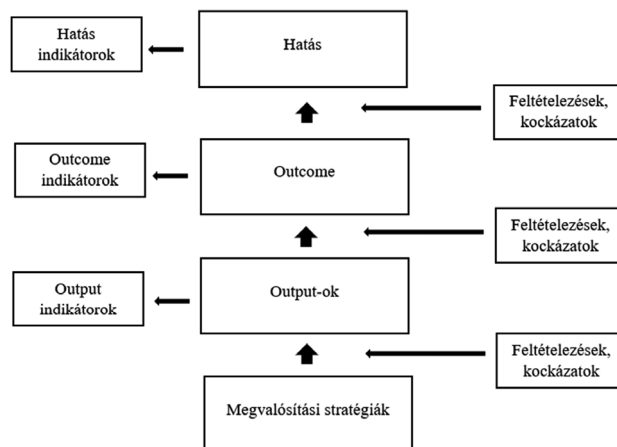 Hatás
indikátorok
Hatás
Feltételezések,
kockázatok
Outcome
indikátorok
Outcome
Feltételezések,
kockázatok
Output
indikátorok
Output-ok
Feltételezések,
kockázatok
Megvalósítási stratégiák